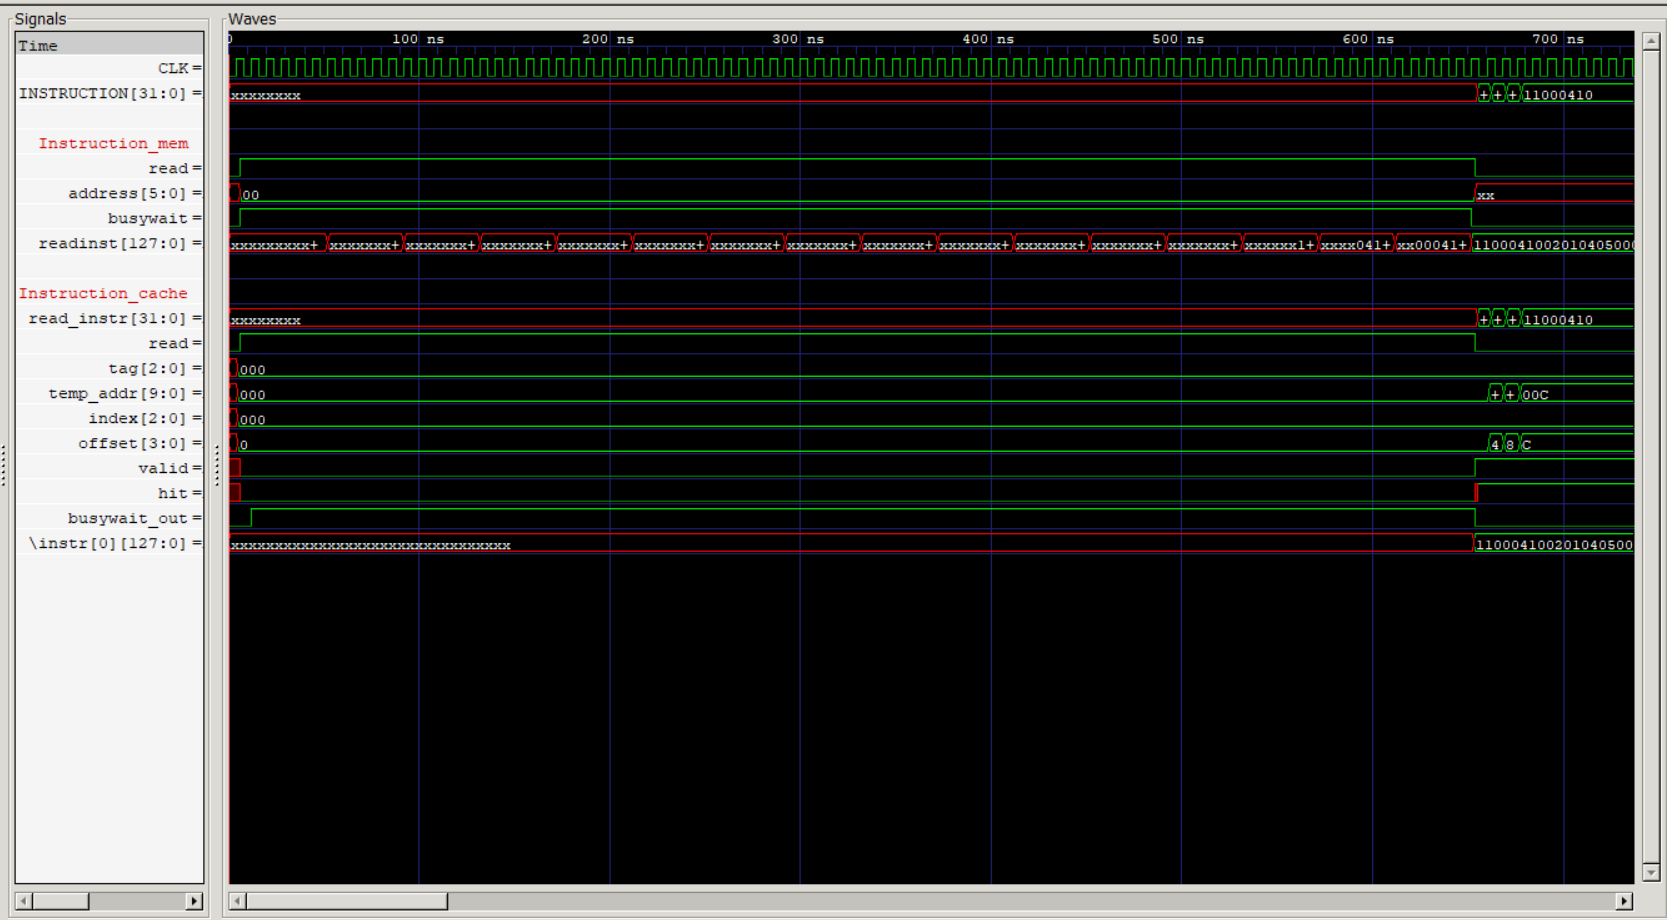 Signals Waves
Time 0 100 ns 200 ns 300 ns 400 ns 500 ns 600 ns 700 ns
CLK =
INSTRUCTION[31:0] = xxxxxxxx + + + 11000410
Instruction_mem
read =
address[5:0] = 00 xx
busywait =
readinst[127:0] = xxxxxxxxx+ xxxxxxx+ xxxxxxx+ xxxxxxx+ xxxxxxx+ xxxxxxx+ xxxxxxx+ xxxxxxx+ xxxxxxx+ xxxxxxx+ xxxxxxx+ xxxxxxx+ xxxxxxx+ xxxxxx1+ xxxx041+ xx00041+ 110004100201040500
Instruction_cache
read_instr[31:0] = xxxxxxxx + + + 11000410
read =
tag[2:0] = 000
temp_addr[9:0] = 000 + + 00C
index[2:0] = 000
offset[3:0] = 0 4 8 C
valid =
hit =
busywait_out =
\instr[0][127:0] = xxxxxxxxxxxxxxxxxxxxxxxxxxxxxxxx 110004100201040500